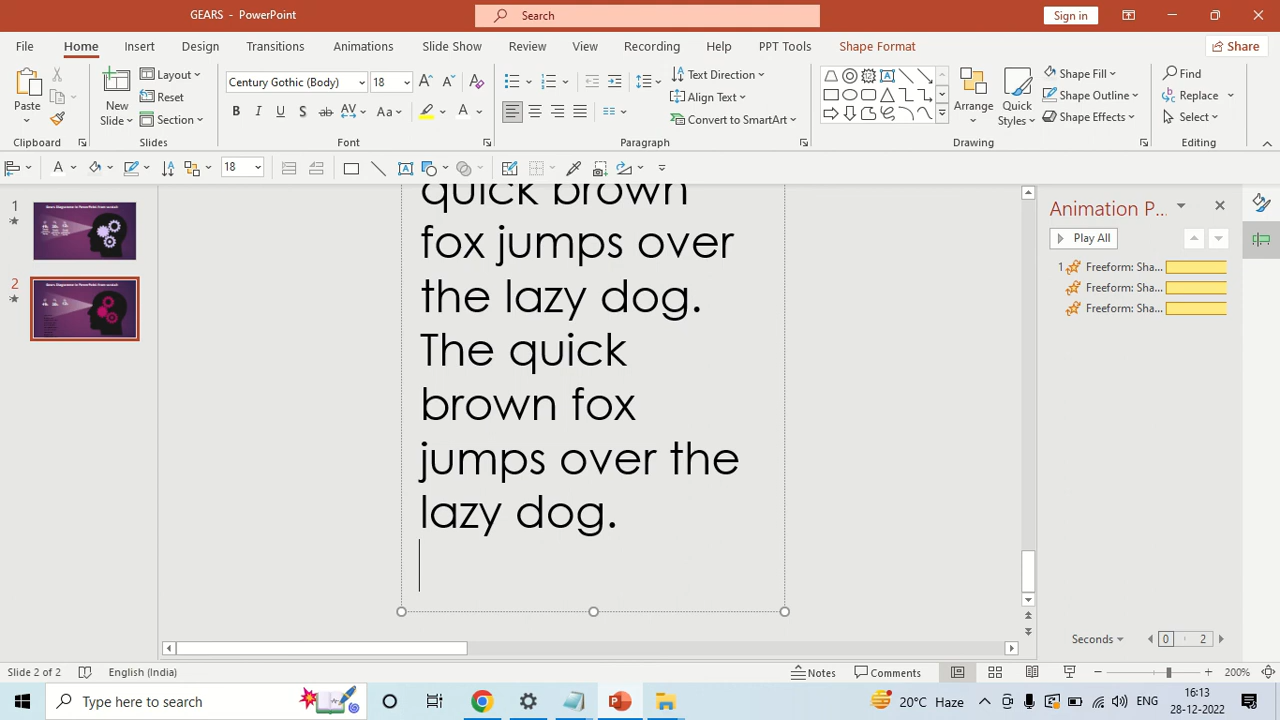 GEARS - PowerPoint
Search
Sign in
File Home Insert Design Transitions Animations Slide Show Review View Recording Help PPT Tools Shape Format Share
Paste
Clipboard
New Slide
Layout
Reset
Section
Slides
Century Gothic (Body) 18
Font
Text Direction
Align Text
Convert to SmartArt
Paragraph
Arrange
Quick Styles
Shape Fill
Shape Outline
Shape Effects
Drawing
Find
Replace
Select
Editing
18
1
2
quick brown
fox jumps over
the lazy dog.
The quick
brown fox
jumps over the
lazy dog.
Animation P...
Play All
1 Freeform: Sha...
Freeform: Sha...
Freeform: Sha...
Seconds 0 2
Slide 2 of 2 English (India) Notes Comments 200%
Type here to search
20°C Haze ENG
16:13
28-12-2022
2